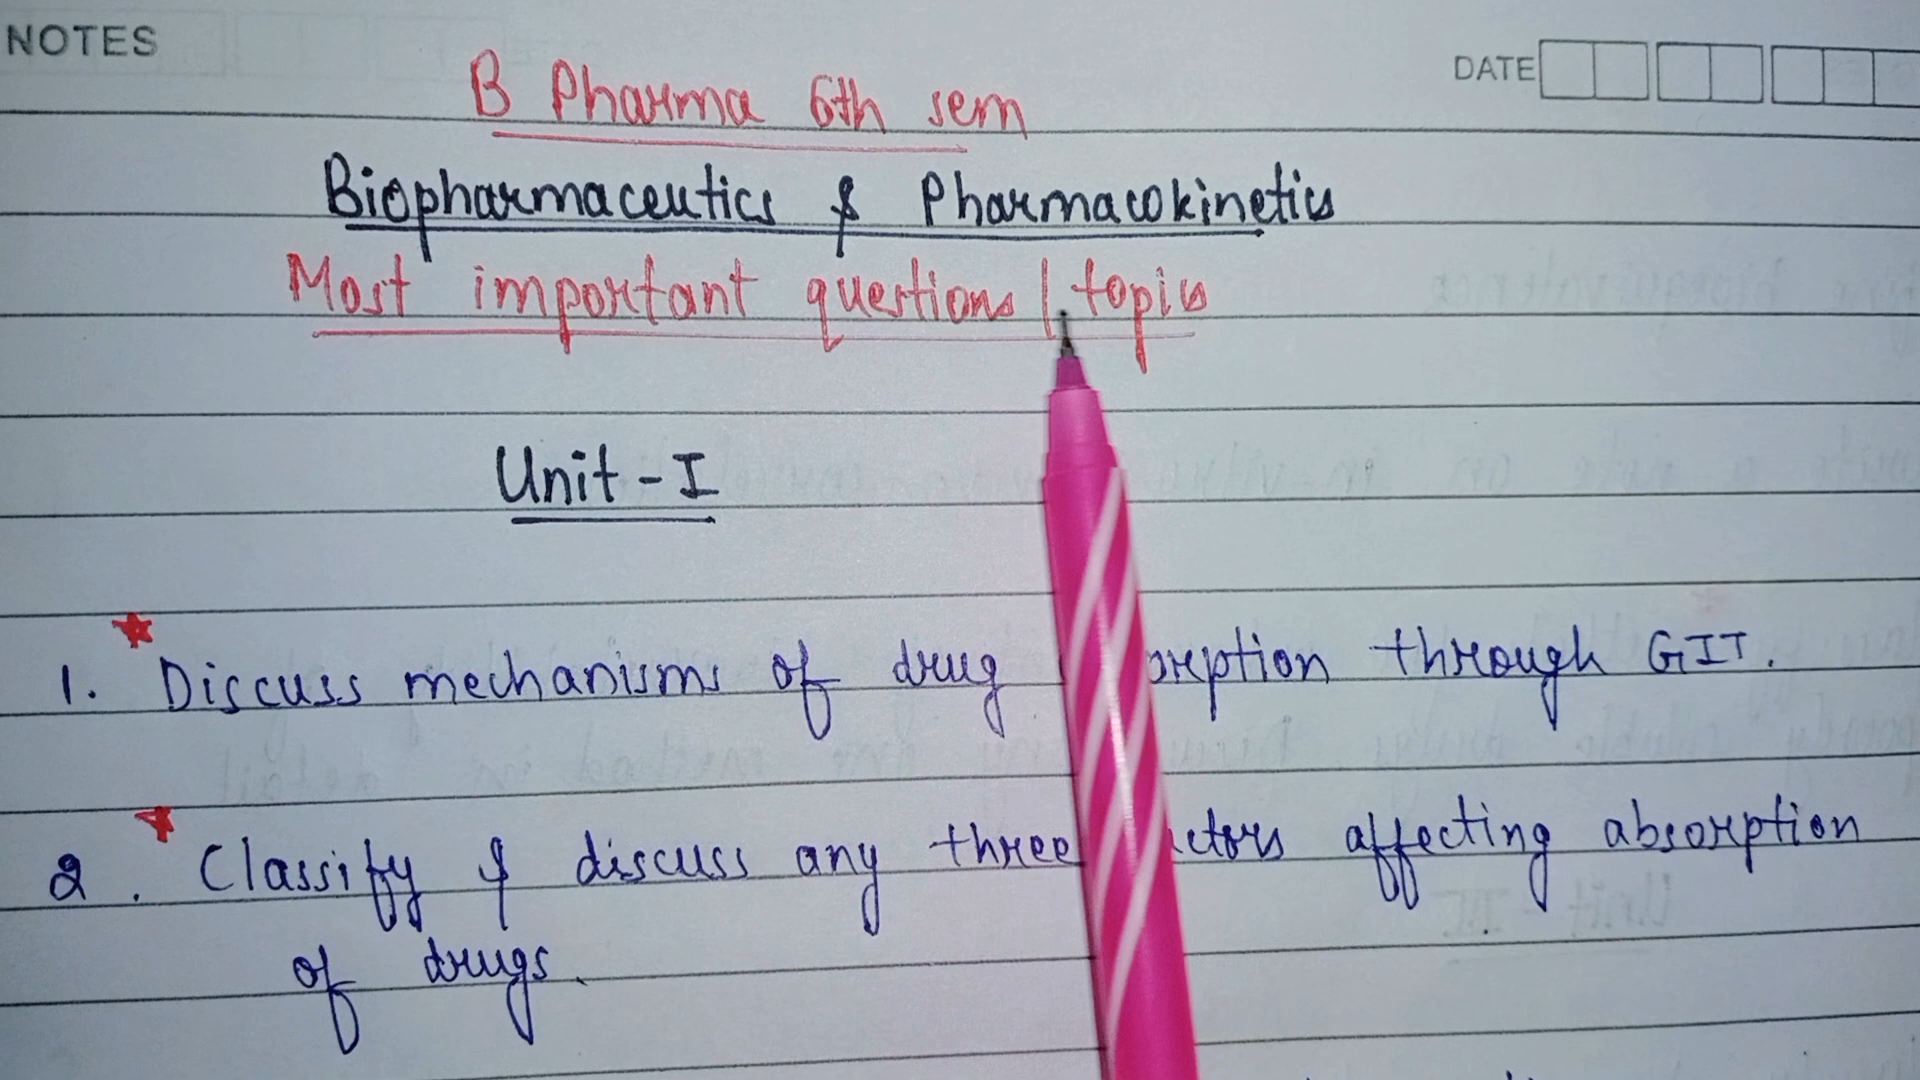 NOTES
DATE
B Pharma 6th sem
Biopharmaceutics & Pharmacokinetics
Most important questions / topics
Unit - I
1. Discuss mechanisms of drug orption through GIT.
2. Classify & discuss any three ctors affecting absorption
of drugs.